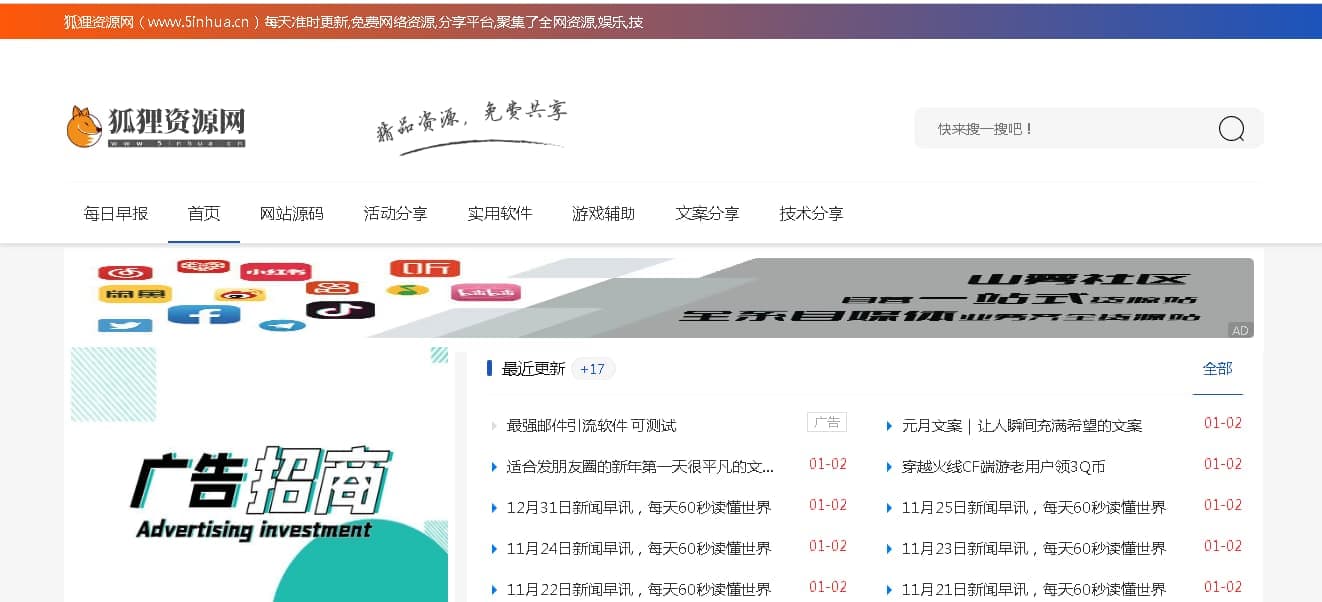 狐狸资源网（www.5inhua.cn）每天准时更新,免费网络资源,分享平台,聚集了全网资源,娱乐,技
狐狸资源网
www.5inhua.cn
精品资源，免费共享
快来搜一搜吧！
每日早报 首页 网站源码 活动分享 实用软件 游戏辅助 文案分享 技术分享
小红书
闲鱼
山雾社区
自营一站式货源站
全系自媒体业务齐全货源站
AD
广告招商
Advertising investment
最近更新 +17 全部
最强邮件引流软件 可测试 广告
元月文案｜让人瞬间充满希望的文案 01-02
适合发朋友圈的新年第一天很平凡的文... 01-02
穿越火线CF端游老用户领3Q币 01-02
12月31日新闻早讯，每天60秒读懂世界 01-02
11月25日新闻早讯，每天60秒读懂世界 01-02
11月24日新闻早讯，每天60秒读懂世界 01-02
11月23日新闻早讯，每天60秒读懂世界 01-02
11月22日新闻早讯，每天60秒读懂世界 01-02
11月21日新闻早讯，每天60秒读懂世界 01-02